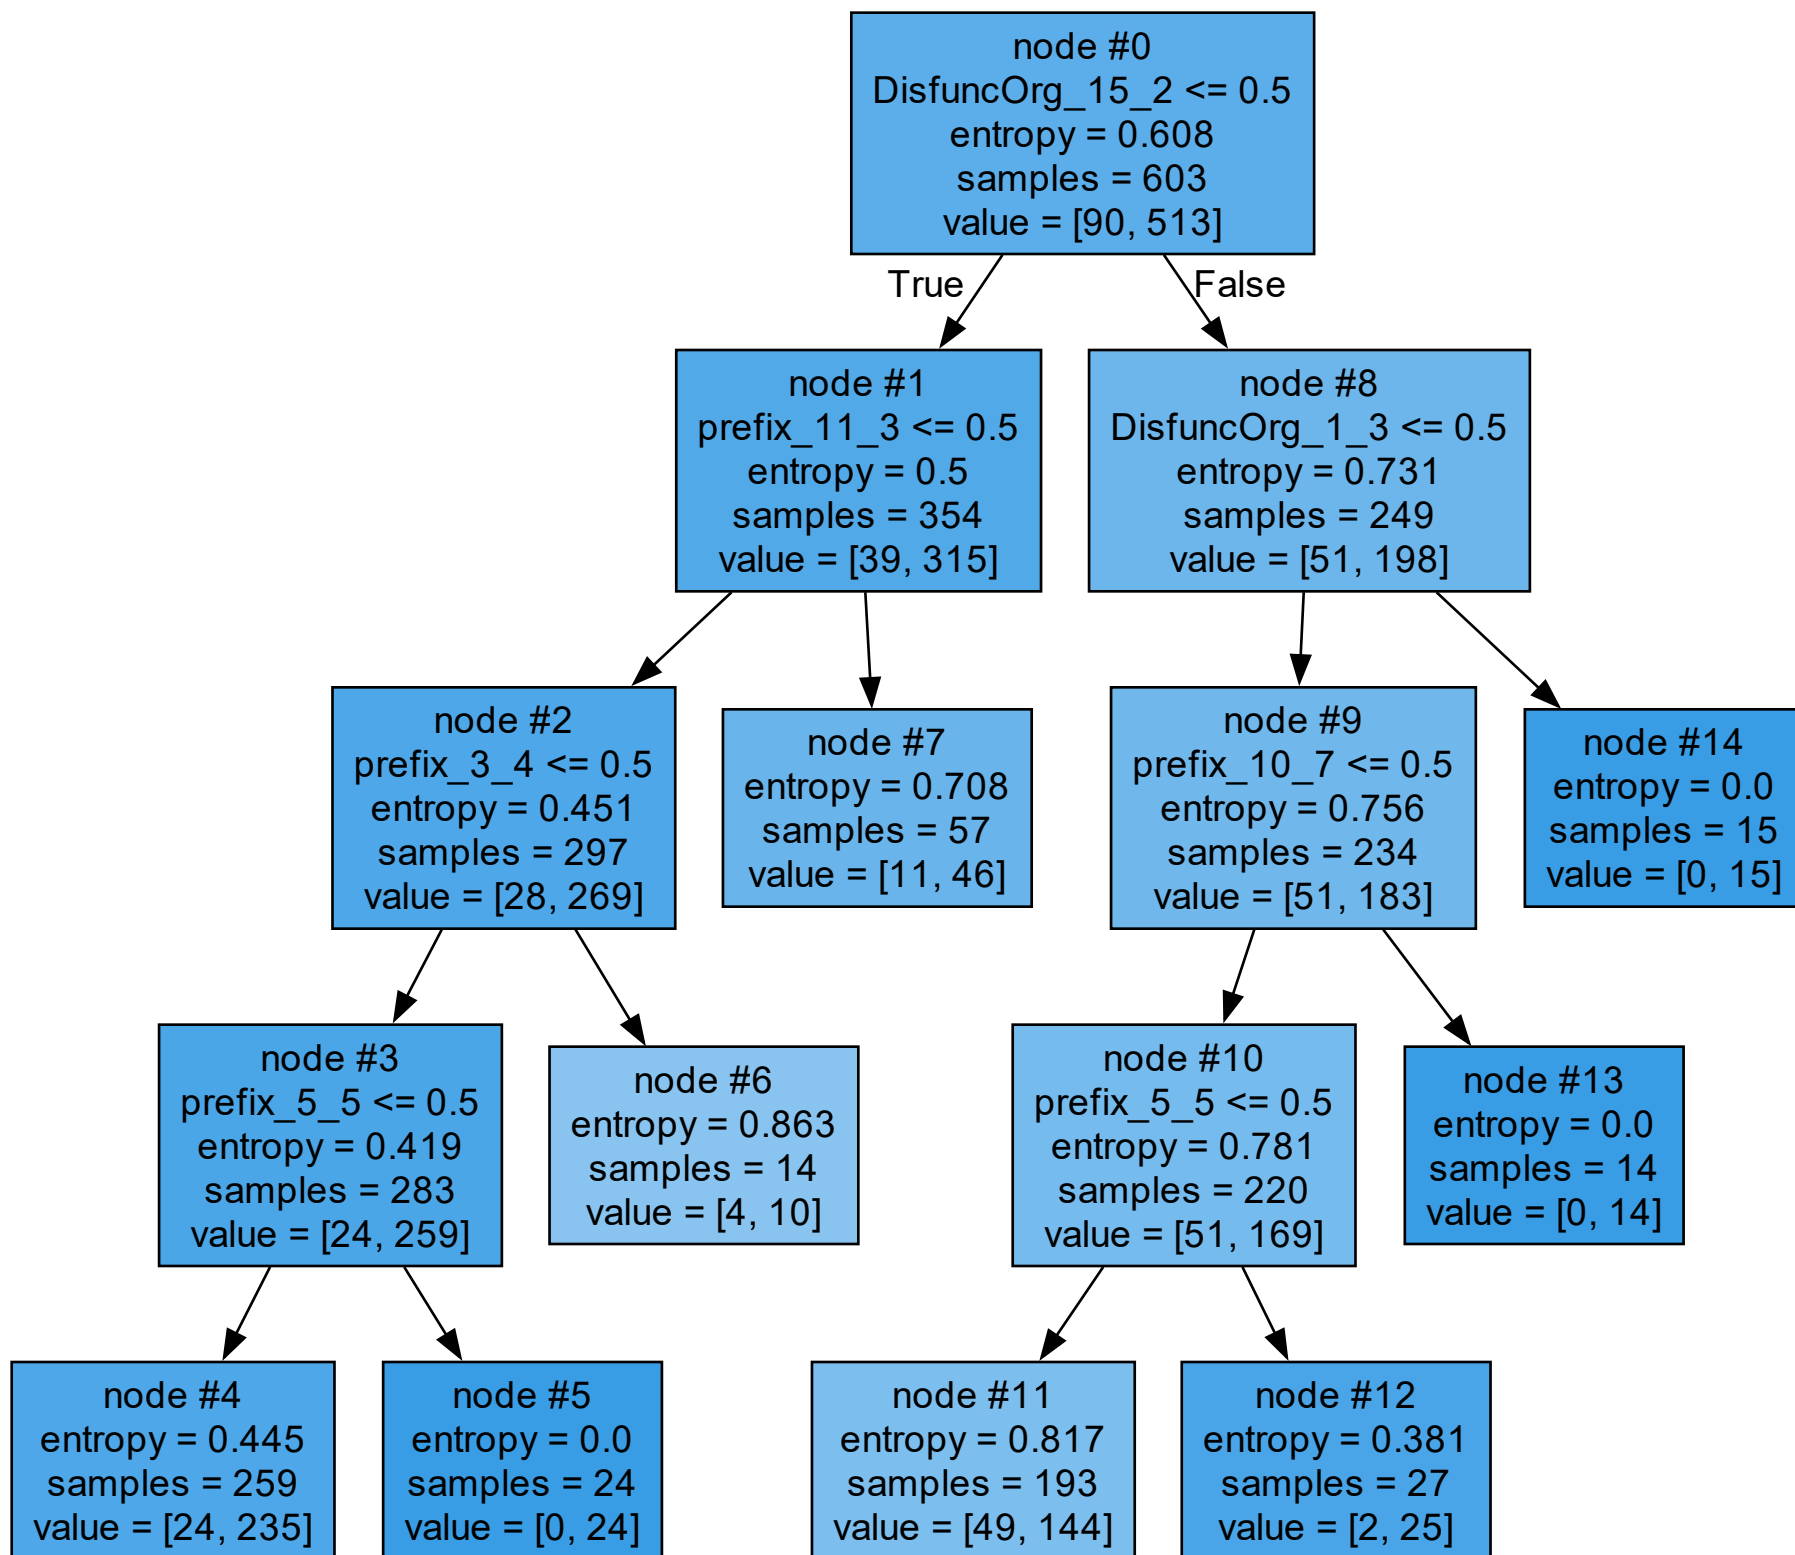 node #0
DisfuncOrg_15_2 <= 0.5
entropy = 0.608
samples = 603
value = [90, 513]
True
False
node #1
prefix_11_3 <= 0.5
entropy = 0.5
samples = 354
value = [39, 315]
node #8
DisfuncOrg_1_3 <= 0.5
entropy = 0.731
samples = 249
value = [51, 198]
node #2
prefix_3_4 <= 0.5
entropy = 0.451
samples = 297
value = [28, 269]
node #7
entropy = 0.708
samples = 57
value = [11, 46]
node #9
prefix_10_7 <= 0.5
entropy = 0.756
samples = 234
value = [51, 183]
node #14
entropy = 0.0
samples = 15
value = [0, 15]
node #3
prefix_5_5 <= 0.5
entropy = 0.419
samples = 283
value = [24, 259]
node #6
entropy = 0.863
samples = 14
value = [4, 10]
node #10
prefix_5_5 <= 0.5
entropy = 0.781
samples = 220
value = [51, 169]
node #13
entropy = 0.0
samples = 14
value = [0, 14]
node #4
entropy = 0.445
samples = 259
value = [24, 235]
node #5
entropy = 0.0
samples = 24
value = [0, 24]
node #11
entropy = 0.817
samples = 193
value = [49, 144]
node #12
entropy = 0.381
samples = 27
value = [2, 25]